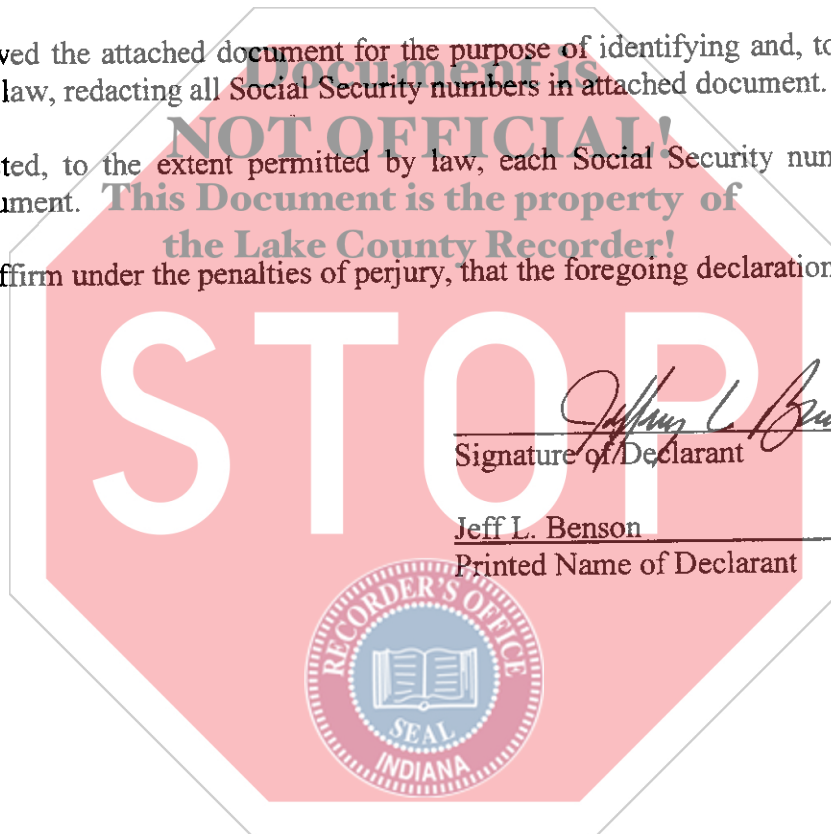 ved the attached document for the purpose of identifying and, to
Document is
law, redacting all Social Security numbers in attached document.
NOT OFFICIAL!
ted, to the extent permitted by law, each Social Security num
ument. This Document is the property of
the Lake County Recorder!
ffirm under the penalties of perjury, that the foregoing declaration
STOP
Signature of Declarant
Jeff L. Benson
Printed Name of Declarant
RECORDER'S OFFICE
SEAL
INDIANA